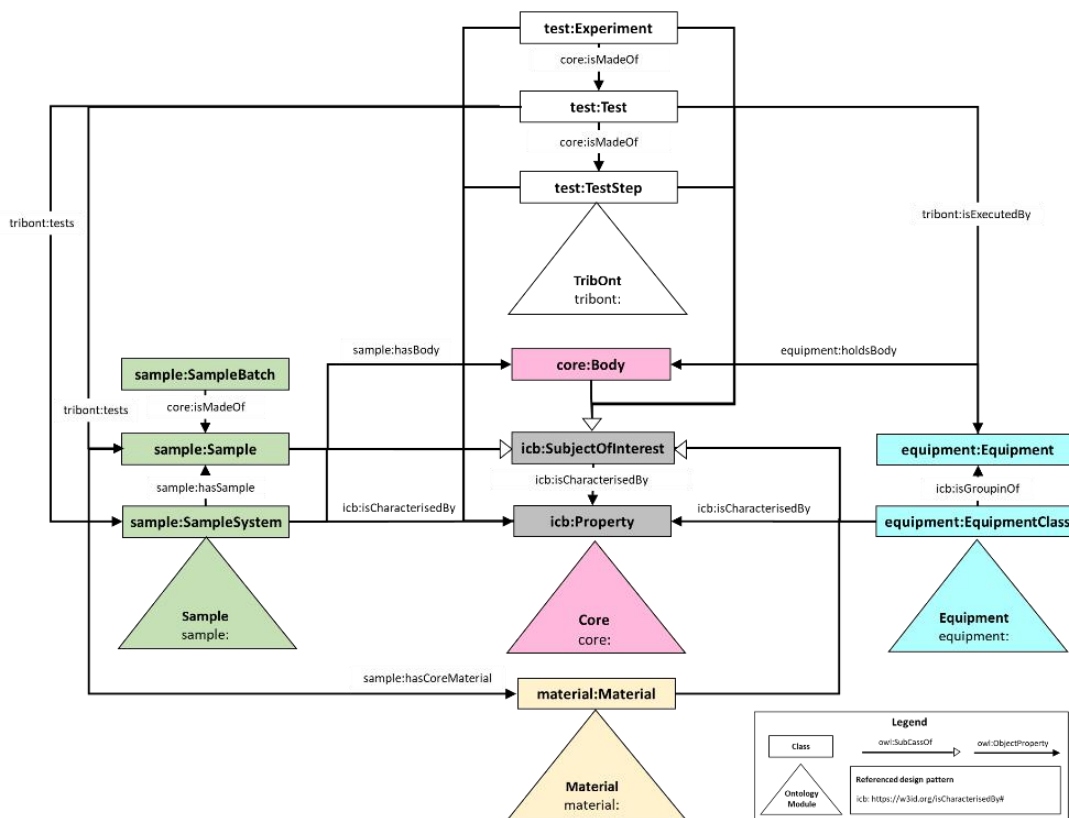 test:Experiment
core:isMadeOf
test:Test
core:isMadeOf
test:TestStep
tribont:tests
tribont:isExecutedBy
TribOnt
tribont:
sample:hasBody
equipment:holdsBody
core:Body
sample:SampleBatch
core:isMadeOf
tribont:tests
sample:Sample
icb:SubjectOfInterest
equipment:Equipment
sample:hasSample
icb:isCharacterisedBy
icb:isGroupinOf
sample:SampleSystem
icb:isCharacterisedBy
icb:Property
icb:isCharacterisedBy
equipment:EquipmentClass
Sample
sample:
Core
core:
Equipment
equipment:
sample:hasCoreMaterial
material:Material
Material
material:
Legend
Class
owl:SubCassOf
owl:ObjectProperty
Ontology
Module
Referenced design pattern
icb: https://w3id.org/isCharacterisedBy#